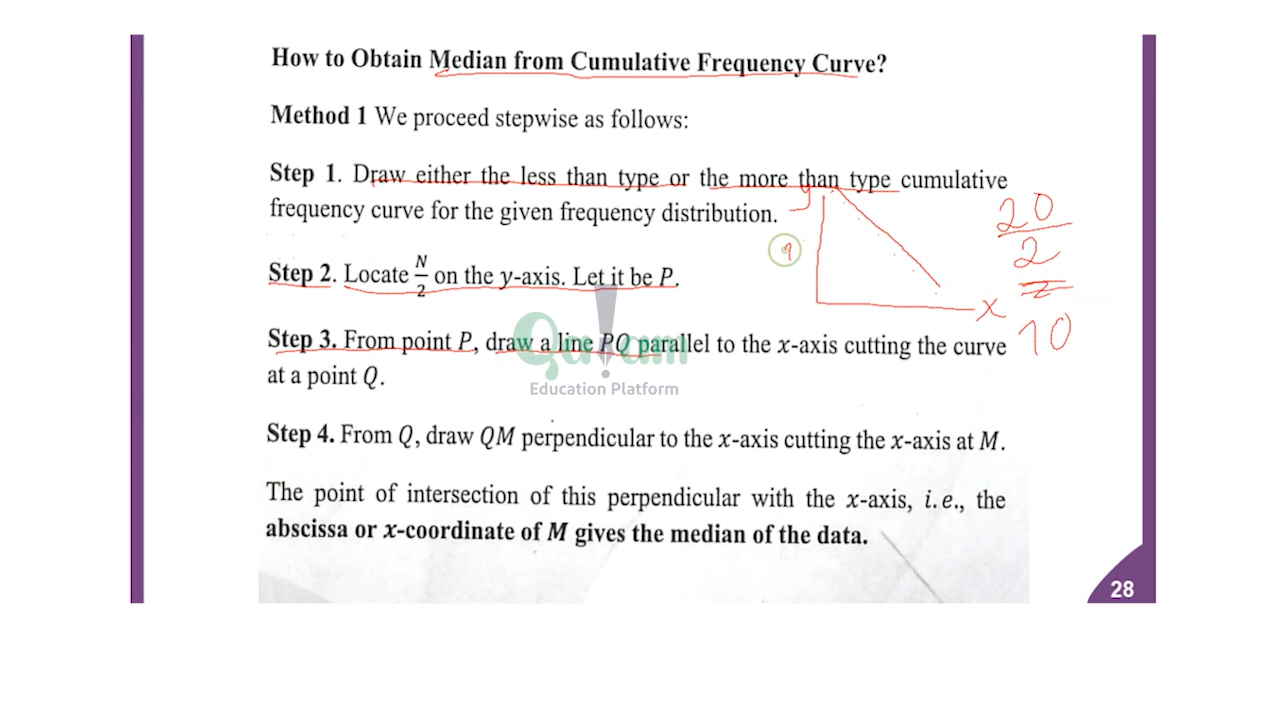 How to Obtain Median from Cumulative Frequency Curve?
Method 1 We proceed stepwise as follows:
Step 1. Draw either the less than type or the more than type cumulative
frequency curve for the given frequency distribution.
y
20
9
2
Step 2. Locate N/2 on the y-axis. Let it be P.
x
10
Step 3. From point P, draw a line PQ parallel to the x-axis cutting the curve
at a point Q.
Qalam
Education Platform
Step 4. From Q, draw QM perpendicular to the x-axis cutting the x-axis at M.
The point of intersection of this perpendicular with the x-axis, i.e., the
abscissa or x-coordinate of M gives the median of the data.
28